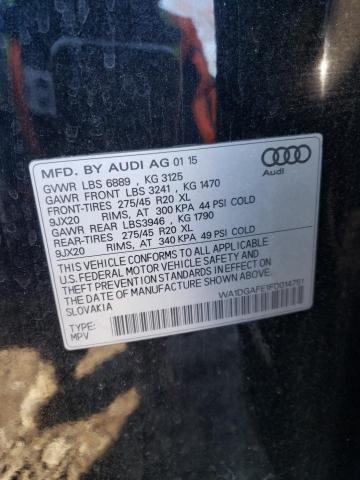 MFD. BY AUDI AG 01 15
GVWR LBS 6889 , KG 3125
GAWR FRONT LBS 3241 , KG 1470
FRONT-TIRES 275/45 R20 XL
9JX20 RIMS, AT 300 KPA 44 PSI COLD
GAWR REAR LBS3946 , KG 1790
REAR-TIRES 275/45 R20 XL
9JX20 RIMS, AT 340 KPA 49 PSI COLD
THIS VEHICLE CONFORMS TO ALL APPLICABLE
U.S. FEDERAL MOTOR VEHICLE SAFETY AND
THEFT PREVENTION STANDARDS IN EFFECT ON
THE DATE OF MANUFACTURE SHOWN ABOVE.
SLOVAKIA
WA1DGAFE1FD014751
TYPE:
MPV
Audi